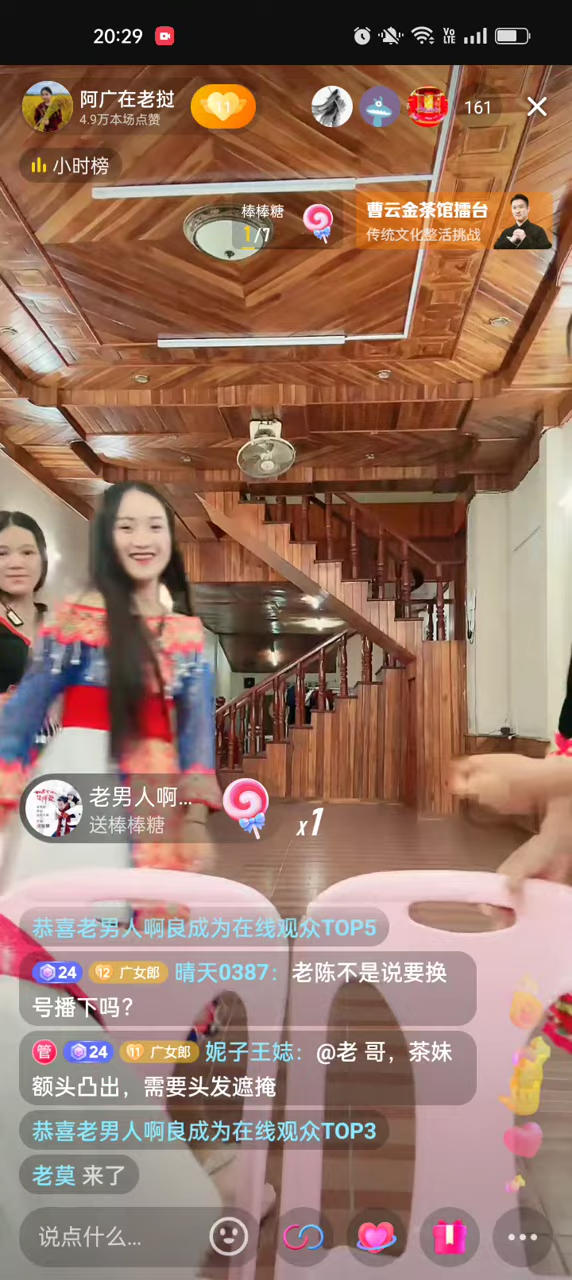 20:29
Vo
LTE
阿广在老挝
4.9万本场点赞
11
161
小时榜
棒棒糖
1/7
曹云金茶馆擂台
传统文化整活挑战
老男人啊...
送棒棒糖
x1
恭喜老男人啊良成为在线观众TOP5
24 12 广女郎 晴天0387：老陈不是说要换
号播下吗？
管 24 11 广女郎 妮子王娡：@老 哥，茶妹
额头凸出，需要头发遮掩
恭喜老男人啊良成为在线观众TOP3
老莫 来了
说点什么...